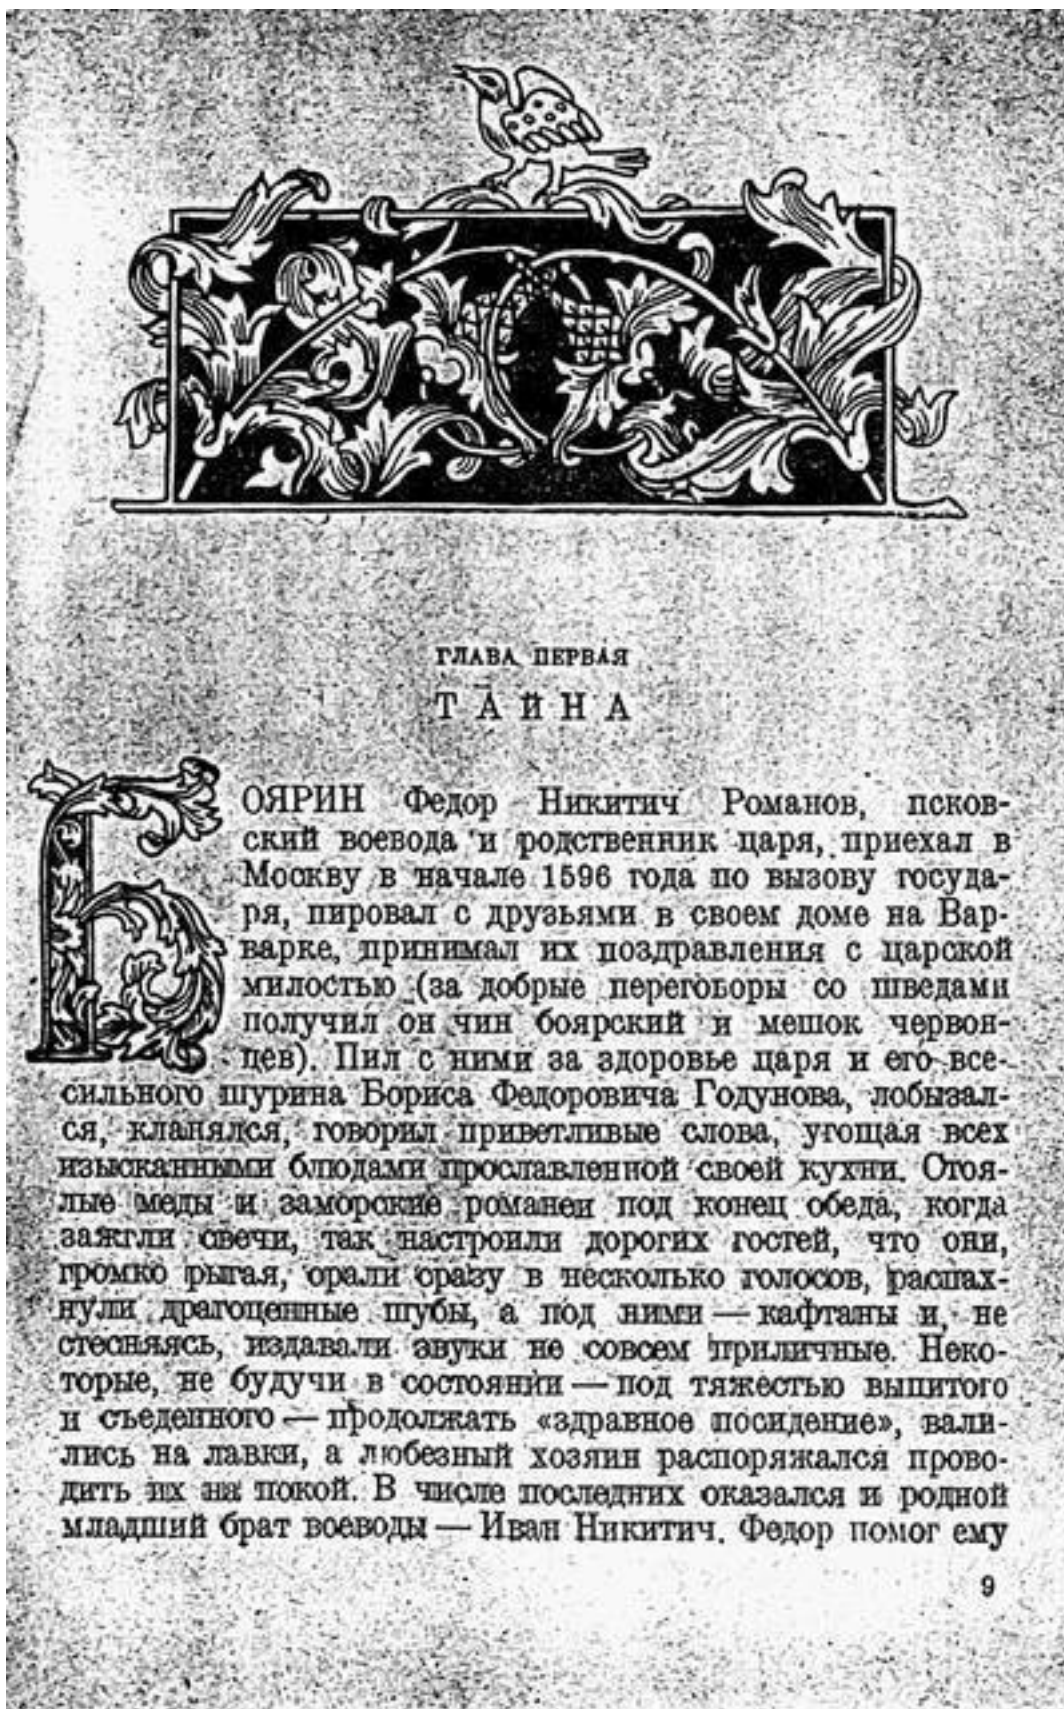 ГЛАВА ПЕРВАЯ
ТАЙНА
БОЯРИН Федор Никитич Романов, псков-
ский воевода и родственник царя, приехал в
Москву в начале 1596 года по вызову госуда-
ря, пировал с друзьями в своем доме на Вар-
варке, принимал их поздравления с царской
милостью (за добрые переговоры со шведами
получил он чин боярский и мешок червон-
цев). Пил с ними за здоровье царя и его все-
сильного шурина Бориса Федоровича Годунова, лобызал-
ся, кланялся, говорил приветливые слова, угощая всех
изысканными блюдами прославленной своей кухни. Стоя-
лые меды и заморские романеи под конец обеда, когда
зажгли свечи, так настроили дорогих гостей, что они,
громко рыгая, орали сразу в несколько голосов, распах-
нули драгоценные шубы, а под ними — кафтаны и, не
стесняясь, издавали звуки не совсем приличные. Неко-
торые, не будучи в состоянии — под тяжестью выпитого
и съеденного — продолжать «здравное посидение», вали-
лись на лавки, а любезный хозяин распоряжался прово-
дить их на покой. В числе последних оказался и родной
младший брат воеводы — Иван Никитич. Федор помог ему
9